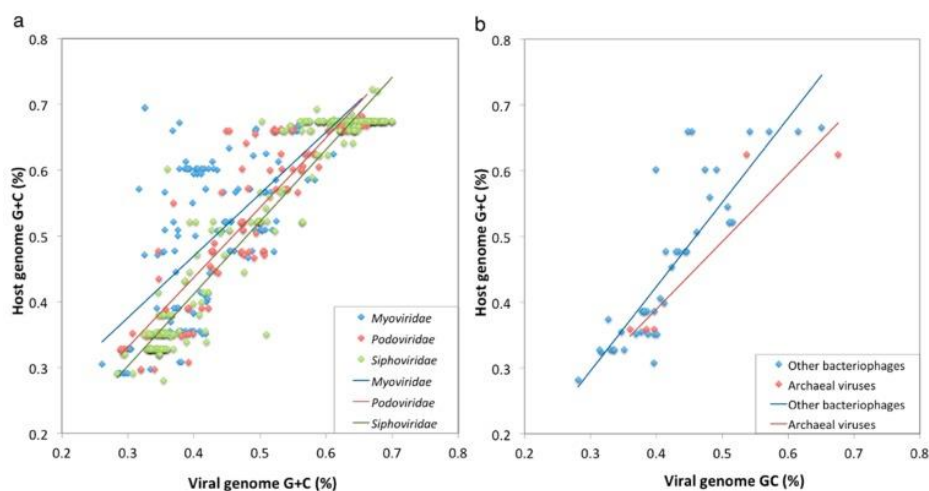 a
0.8
0.7
0.6
0.5
0.4
0.3
0.2
0.2 0.3 0.4 0.5 0.6 0.7 0.8
Host genome G+C (%)
Viral genome G+C (%)
Myoviridae
Podoviridae
Siphoviridae
Myoviridae
Podoviridae
Siphoviridae
b
0.8
0.7
0.6
0.5
0.4
0.3
0.2
0.2 0.3 0.4 0.5 0.6 0.7 0.8
Host genome G+C (%)
Viral genome GC (%)
Other bacteriophages
Archaeal viruses
Other bacteriophages
Archaeal viruses